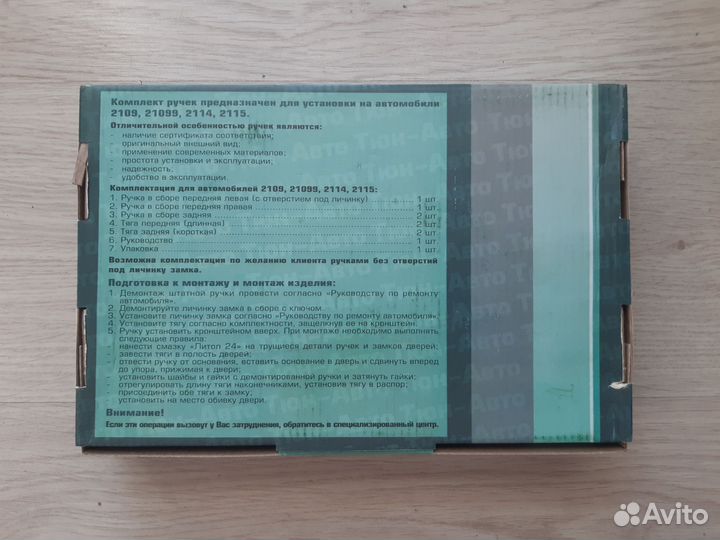 Комплект ручек предназначен для установки на автомобили
2109, 21099, 2114, 2115.
Отличительной особенностью ручек являются:
- наличие сертификата соответствия;
- оригинальный внешний вид;
- применение современных материалов;
- простота установки и эксплуатации;
- надежность;
- удобство в эксплуатации.
Комплектация для автомобилей 2109, 21099, 2114, 2115:
1. Ручка в сборе передняя левая (с отверстием под личинку) 1 шт.
2. Ручка в сборе передняя правая 1 шт.
3. Ручка в сборе задняя 2 шт.
4. Тяга передняя (длинная) 2 шт.
5. Тяга задняя (короткая) 2 шт.
6. Руководство 1 шт.
7. Упаковка 1 шт.
Возможна комплектация по желанию клиента ручками без отверстий
под личинку замка.
Подготовка к монтажу и монтаж изделия:
1. Демонтаж штатной ручки провести согласно «Руководству по ремонту
автомобиля».
2. Демонтируйте личинку замка в сборе с ключом.
3. Установить личинку замка согласно «Руководству по ремонту автомобиля».
4. Установите тягу согласно комплектности, защелкнув ее на кронштейн.
5. Ручку установить кронштейном вверх. При монтаже необходимо выполнять
следующие правила:
- нанести смазку «Литол 24» на трущиеся детали ручек и замков дверей;
- завести тяги в полость дверей;
- отвести ручку от основания, вставить основание в дверь и сдвинуть вперед
до упора, прижимая к двери;
- установить шайбы и гайки с демонтированной ручки и затянуть гайки;
- отрегулировать длину тяги наконечниками, установив тягу в распор;
- присоединить обе тяги к замку;
- установить на место обивку двери.
Внимание!
Если эти операции вызовут у Вас затруднения, обратитесь в специализированный центр.
Тюн-Авто
Avito